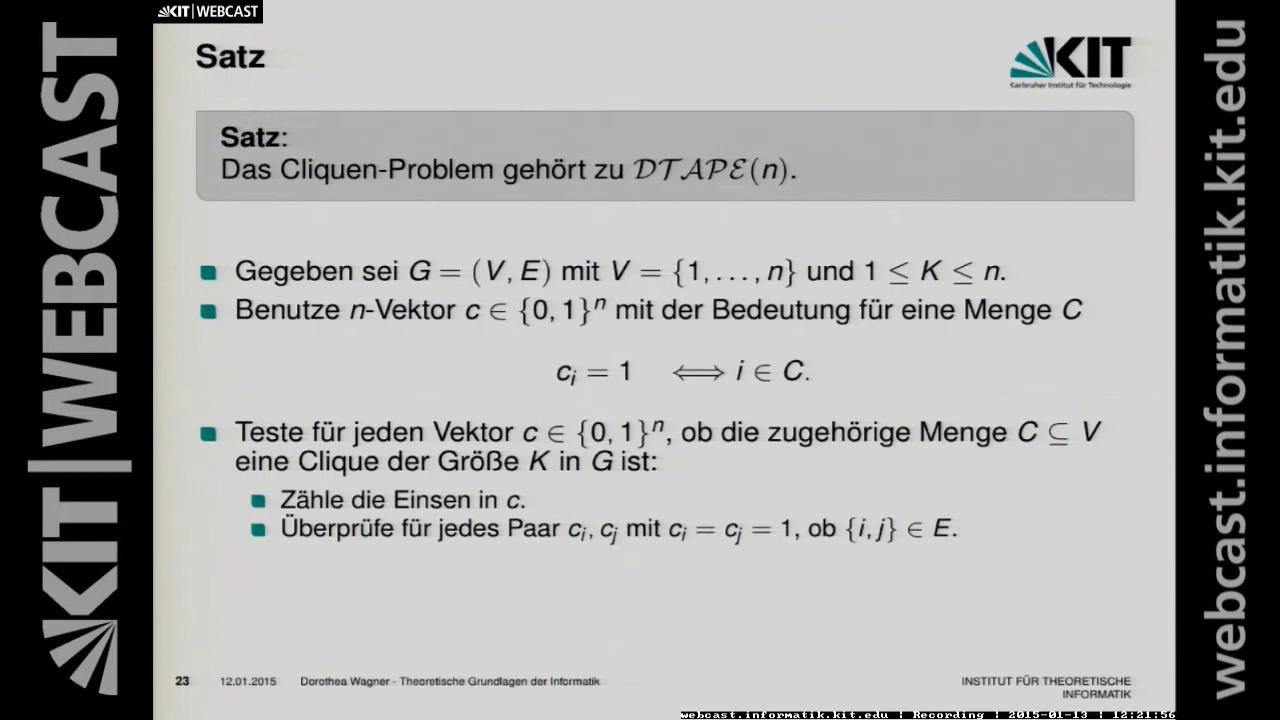 KIT | WEBCAST
KIT|WEBCAST
Satz
KIT
Karlsruher Institut für Technologie
Satz:
Das Cliquen-Problem gehört zu 𝒟𝒯𝒜𝒫ℰ(n).
Gegeben sei G = (V, E) mit V = {1, . . . , n} und 1 ≤ K ≤ n.
Benutze n-Vektor c ∈ {0, 1}ⁿ mit der Bedeutung für eine Menge C
cᵢ = 1 ⟺ i ∈ C.
Teste für jeden Vektor c ∈ {0, 1}ⁿ, ob die zugehörige Menge C ⊆ V
eine Clique der Größe K in G ist:
Zähle die Einsen in c.
Überprüfe für jedes Paar cᵢ, cⱼ mit cᵢ = cⱼ = 1, ob {i, j} ∈ E.
23 12.01.2015 Dorothea Wagner - Theoretische Grundlagen der Informatik
INSTITUT FÜR THEORETISCHE
INFORMATIK
webcast.informatik.kit.edu
webcast.informatik.kit.edu | Recording | 2015-01-13 | 12:21:56